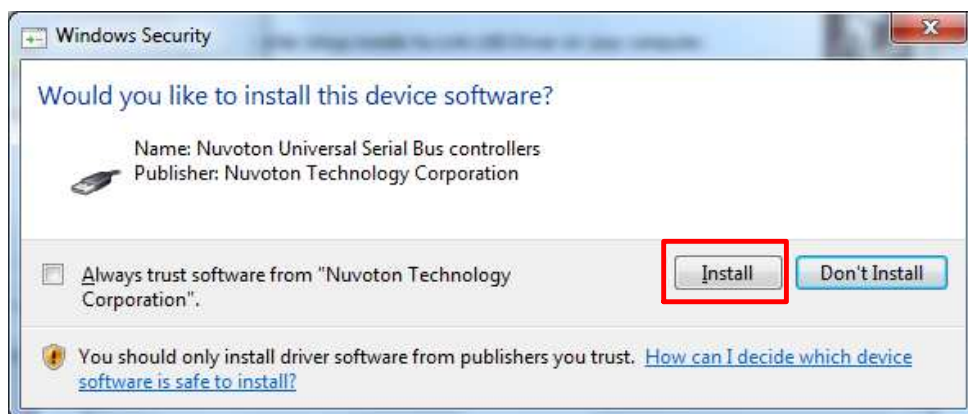 Windows Security
Would you like to install this device software?
Name: Nuvoton Universal Serial Bus controllers
Publisher: Nuvoton Technology Corporation
Always trust software from "Nuvoton Technology
Corporation".
Install
Don't Install
You should only install driver software from publishers you trust. How can I decide which device
software is safe to install?